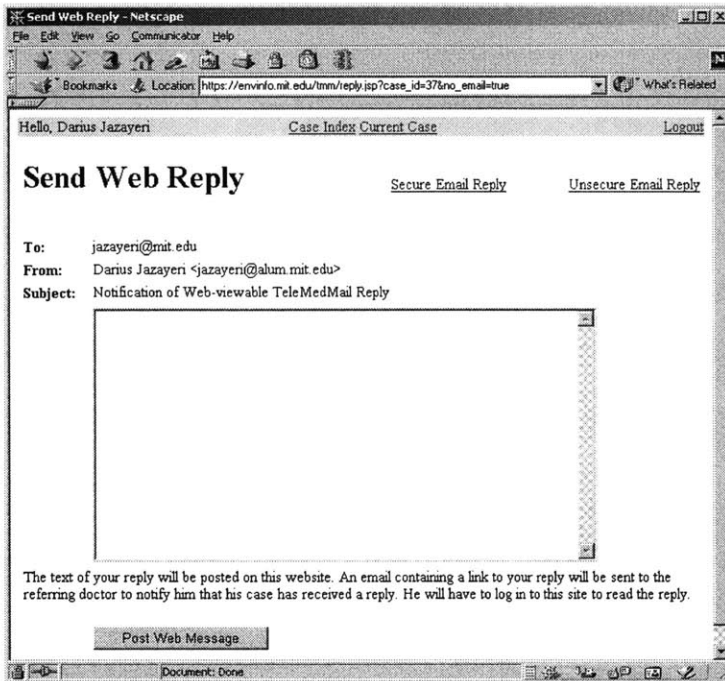 Send Web Reply - Netscape
File Edit View Go Communicator Help
Bookmarks Location: https://envinfo.mit.edu/tmm/reply.jsp?case_id=37&no_email=true What's Related
Hello, Darius Jazayeri Case Index Current Case Logout
Send Web Reply Secure Email Reply Unsecure Email Reply
To: jazayeri@mit.edu
From: Darius Jazayeri <jazayeri@alum.mit.edu>
Subject: Notification of Web-viewable TeleMedMail Reply
The text of your reply will be posted on this website. An email containing a link to your reply will be sent to the
referring doctor to notify him that his case has received a reply. He will have to log in to this site to read the reply.
Post Web Message
Document: Done